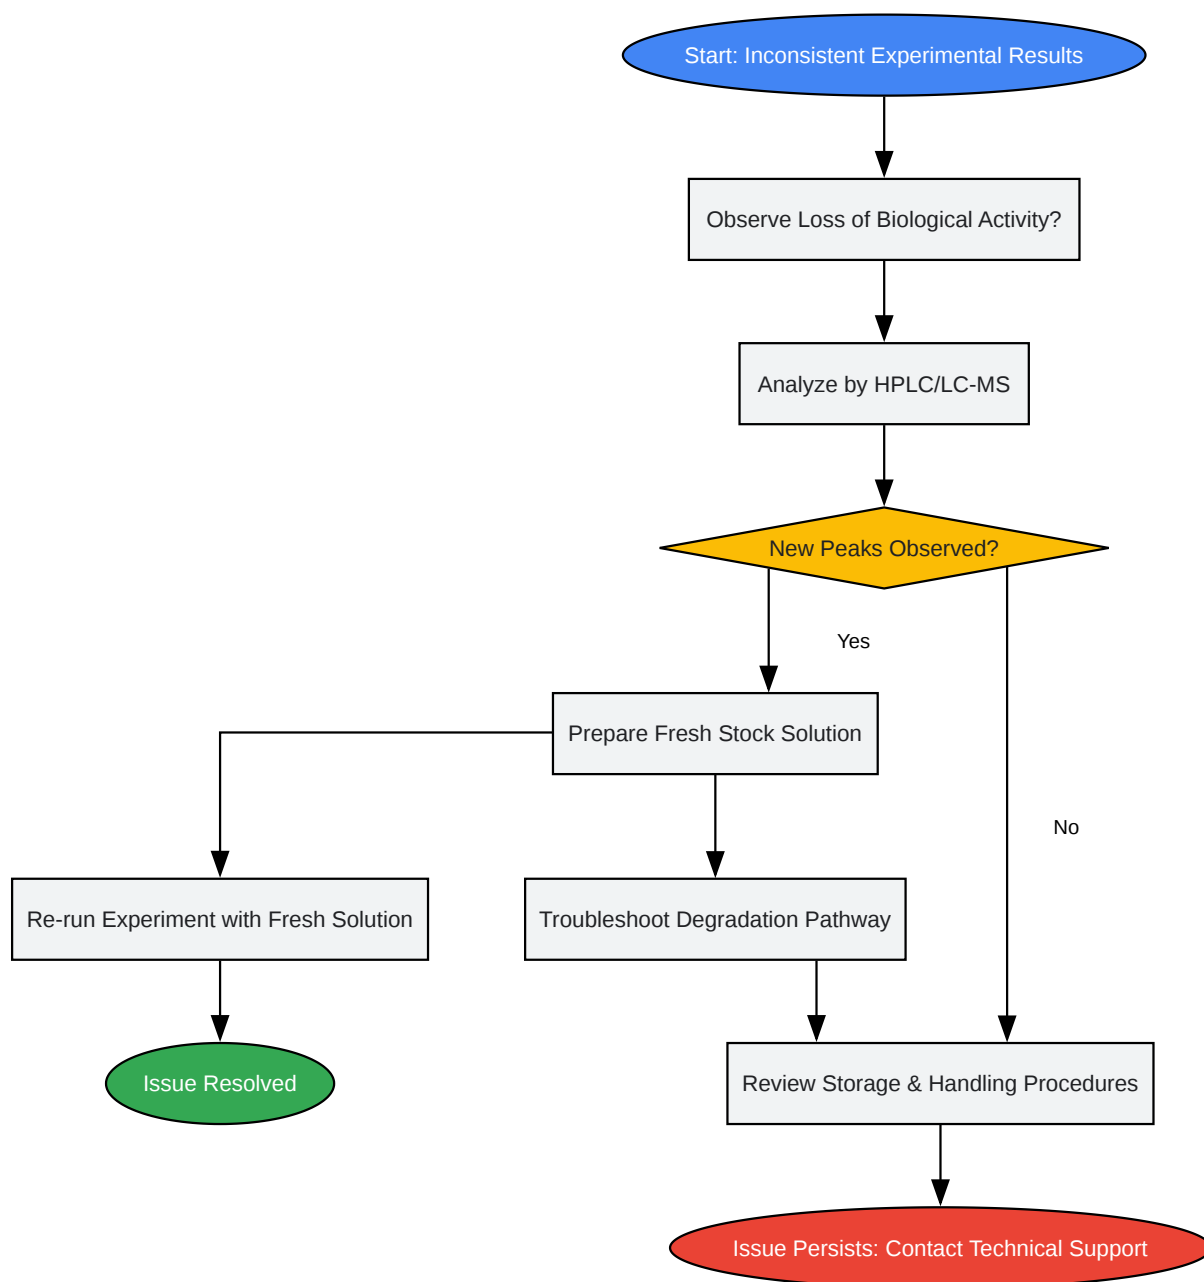 Start: Inconsistent Experimental Results
Observe Loss of Biological Activity?
Analyze by HPLC/LC-MS
New Peaks Observed?
Yes
Prepare Fresh Stock Solution
No
Re-run Experiment with Fresh Solution
Troubleshoot Degradation Pathway
Issue Resolved
Review Storage & Handling Procedures
Issue Persists: Contact Technical Support